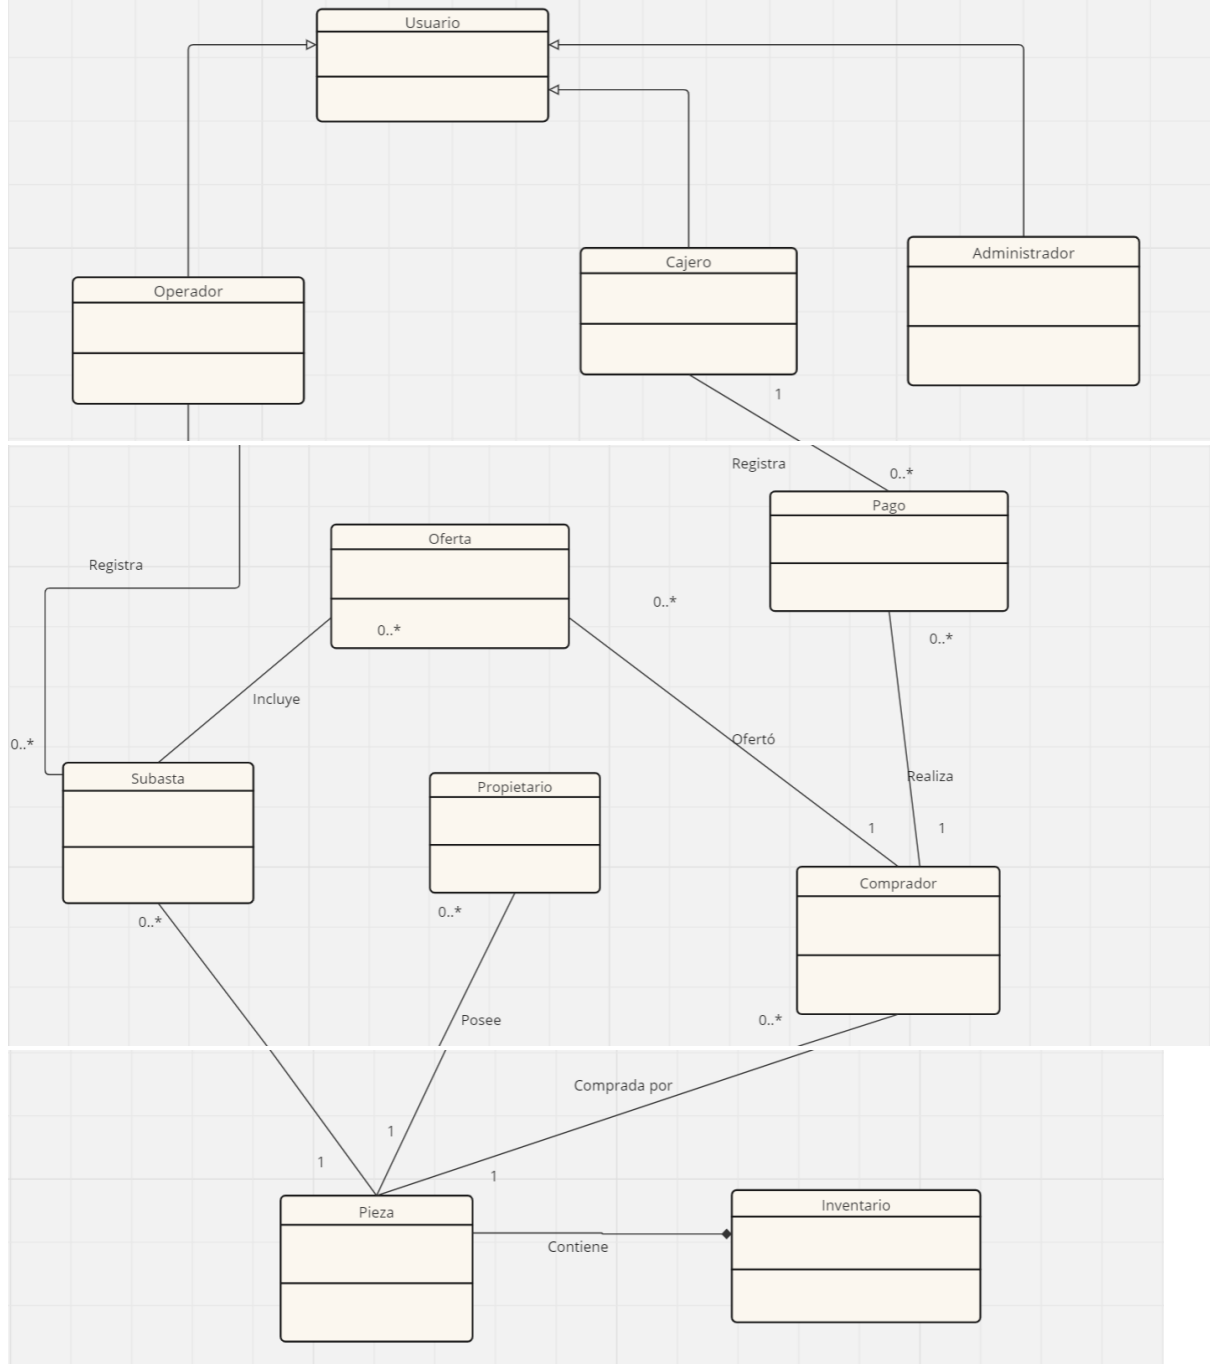 Usuario
Operador
Cajero
Administrador
1
Registra
0..*
Pago
Oferta
Registra
0..*
0..*
0..*
Incluye
Ofertó
0..*
Subasta
Propietario
Realiza
1
1
Comprador
0..*
0..*
Posee
0..*
Comprada por
1
1
1
Pieza
Inventario
Contiene